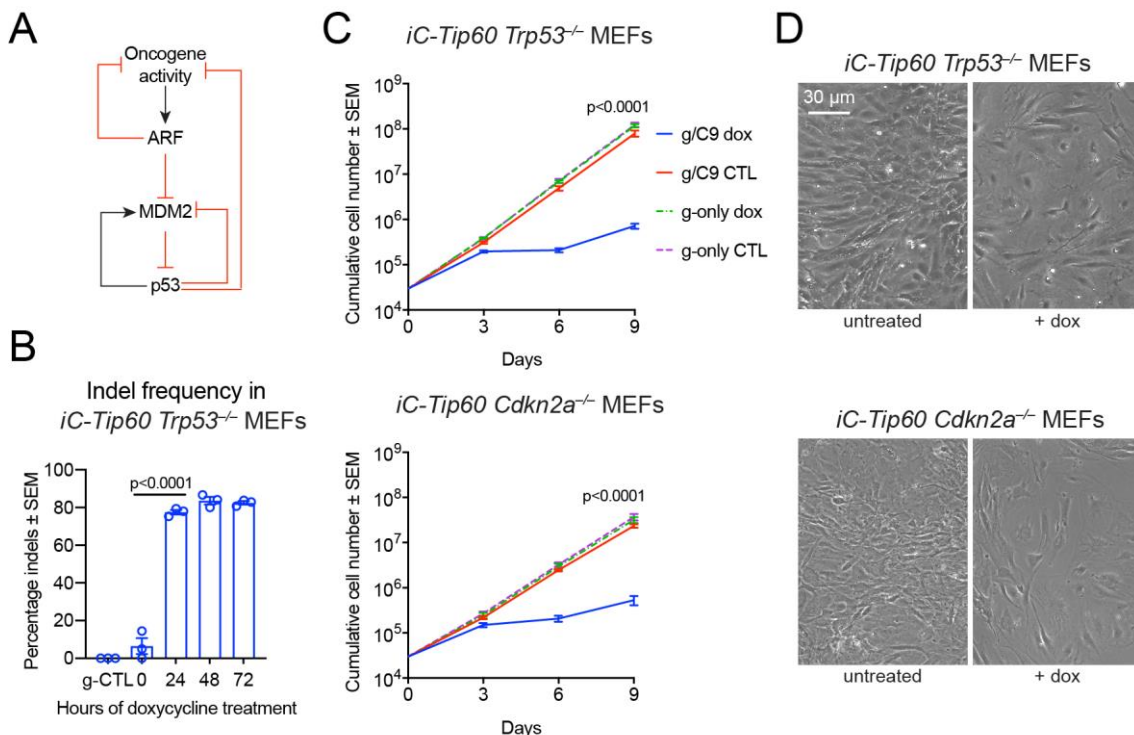 A
Oncogene
activity
ARF
MDM2
p53
B
Indel frequency in
iC-Tip60 Trp53–/– MEFs
Percentage indels ± SEM
100
80
60
40
20
0
p<0.0001
g-CTL 0 24 48 72
Hours of doxycycline treatment
C
iC-Tip60 Trp53–/– MEFs
Cumulative cell number ± SEM
10⁹
10⁸
10⁷
10⁶
10⁵
10⁴
p<0.0001
g/C9 dox
g/C9 CTL
g-only dox
g-only CTL
0 3 6 9
Days
iC-Tip60 Cdkn2a–/– MEFs
Cumulative cell number ± SEM
10⁹
10⁸
10⁷
10⁶
10⁵
10⁴
p<0.0001
0 3 6 9
Days
D
iC-Tip60 Trp53–/– MEFs
30 µm
untreated + dox
iC-Tip60 Cdkn2a–/– MEFs
untreated + dox